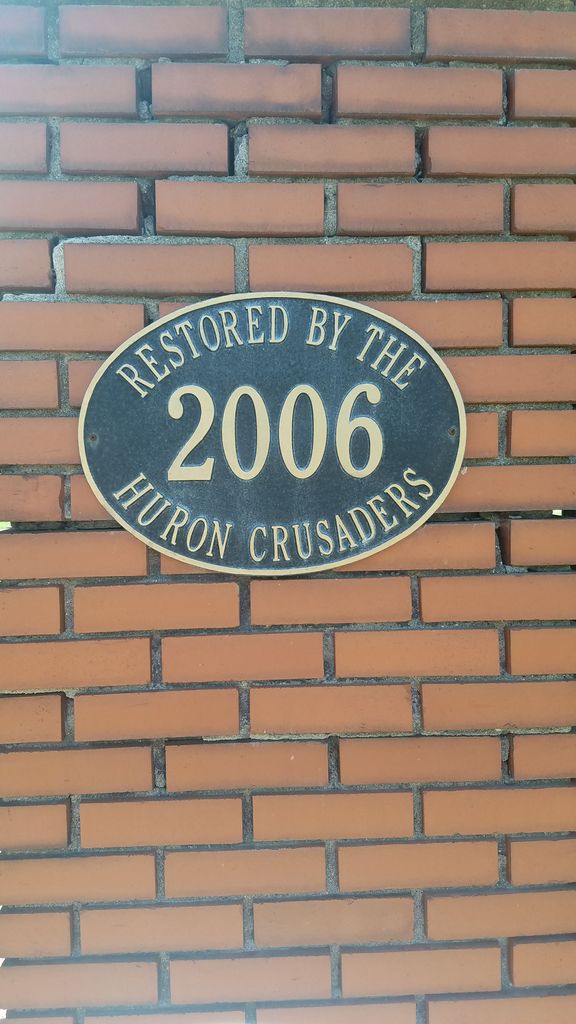 RESTORED BY THE
2006
HURON CRUSADERS